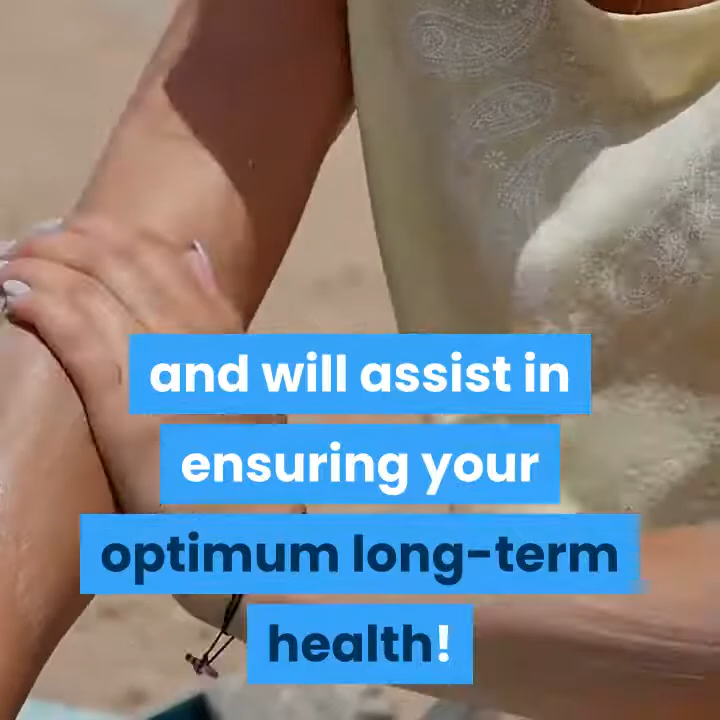 and will assist in
ensuring your
optimum long-term
health!